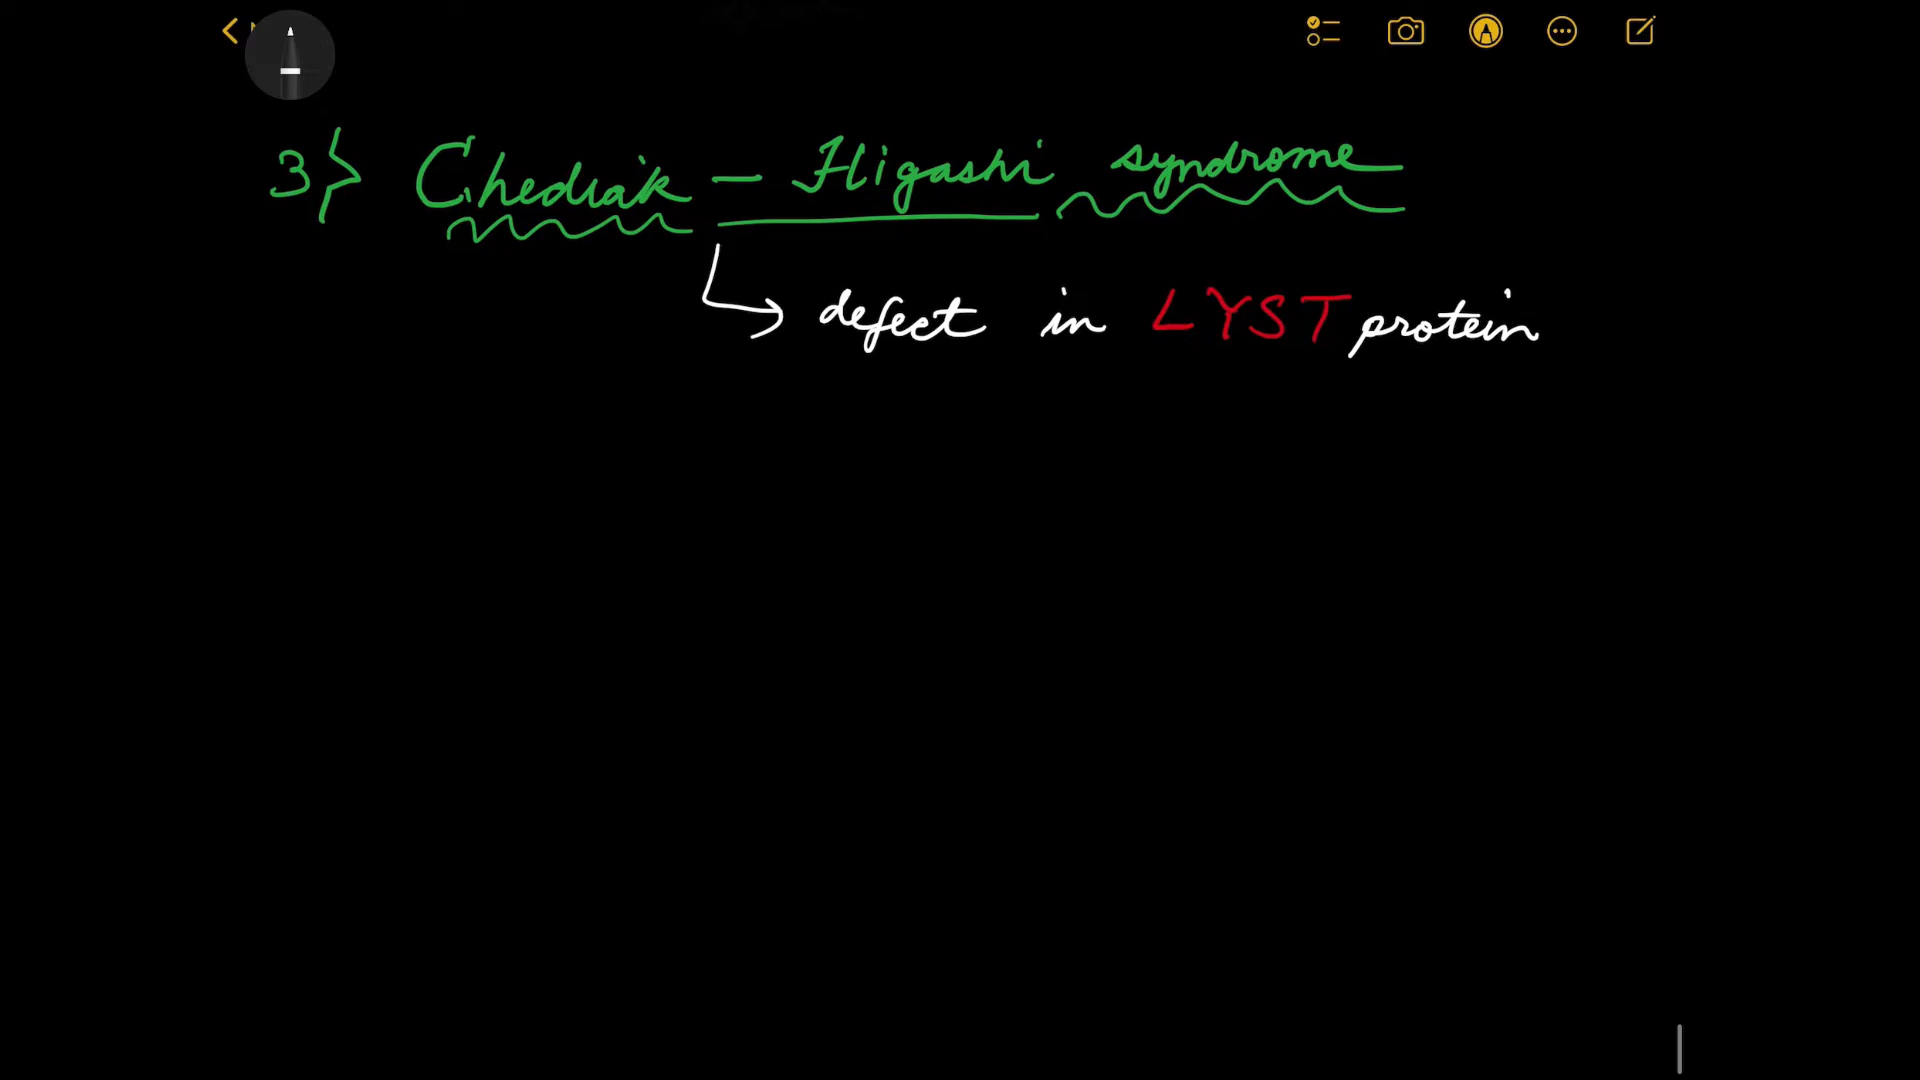 3} Chediak - Higashi syndrome
defect in LYST protein